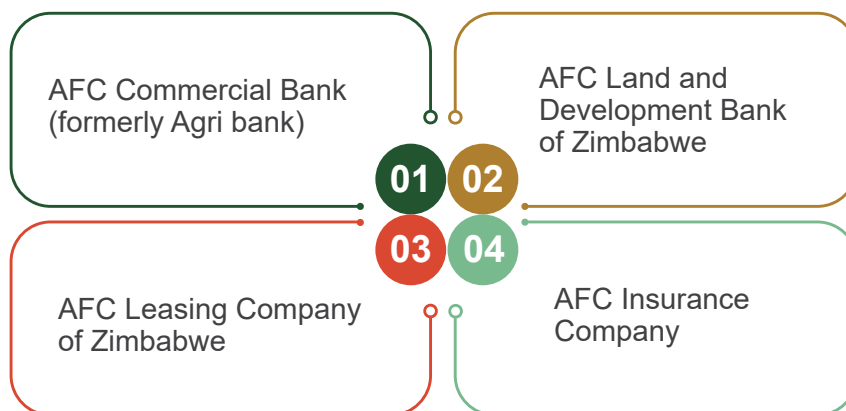 AFC Commercial Bank
(formerly Agri bank)
AFC Land and
Development Bank
of Zimbabwe
01
02
03
04
AFC Leasing Company
of Zimbabwe
AFC Insurance
Company